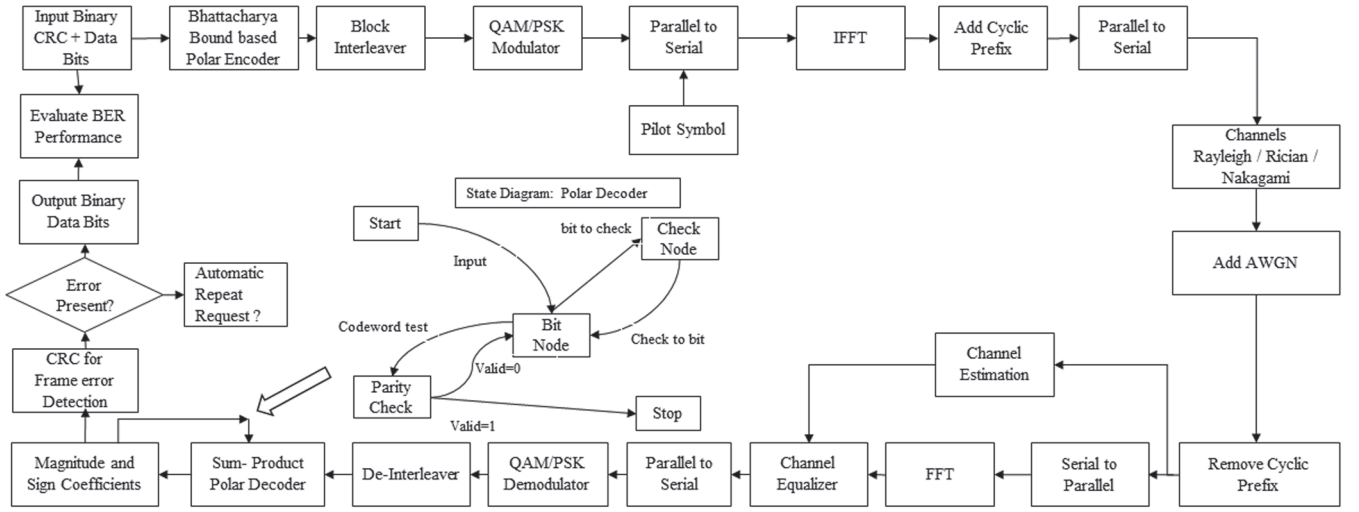 Input Binary
CRC + Data
Bits
Bhattacharya
Bound based
Polar Encoder
Block
Interleaver
QAM/PSK
Modulator
Parallel to
Serial
IFFT
Add Cyclic
Prefix
Parallel to
Serial
Evaluate BER
Performance
Pilot Symbol
Channels
Rayleigh / Rician /
Nakagami
Output Binary
Data Bits
State Diagram: Polar Decoder
Start
bit to check
Check
Node
Input
Add AWGN
Error
Present?
Automatic
Repeat
Request ?
Codeword test
Bit
Node
Check to bit
CRC for
Frame error
Detection
Valid=0
Parity
Check
Stop
Valid=1
Channel
Estimation
Magnitude and
Sign Coefficients
Sum- Product
Polar Decoder
De-Interleaver
QAM/PSK
Demodulator
Parallel to
Serial
Channel
Equalizer
FFT
Serial to
Parallel
Remove Cyclic
Prefix